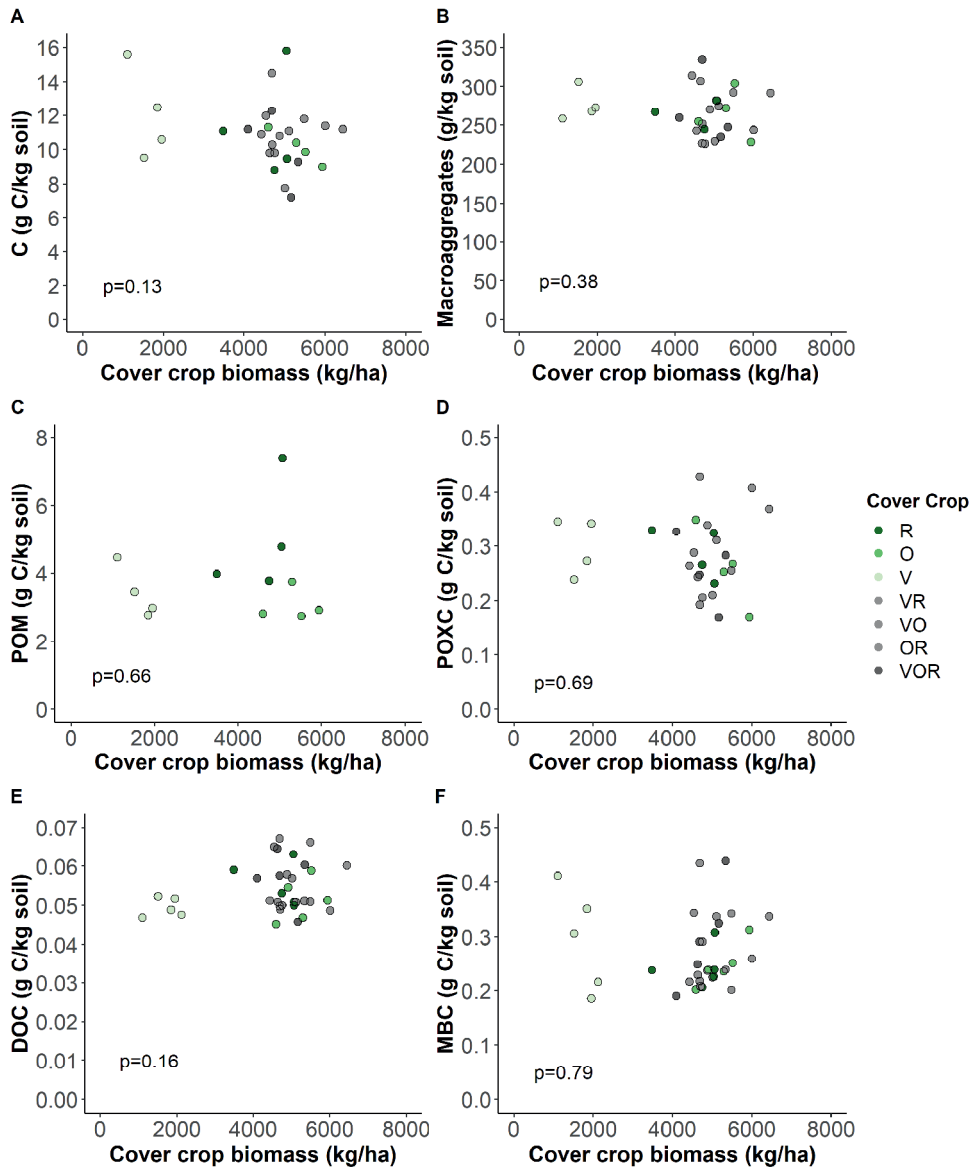 A
C (g C/kg soil)
16
14
12
10
8
6
4
2
0
p=0.13
0 2000 4000 6000 8000
Cover crop biomass (kg/ha)
B
Macroaggregates (g/kg soil)
350
300
250
200
150
100
50
0
p=0.38
0 2000 4000 6000 8000
Cover crop biomass (kg/ha)
C
POM (g C/kg soil)
8
6
4
2
0
p=0.66
0 2000 4000 6000 8000
Cover crop biomass (kg/ha)
D
POXC (g C/kg soil)
0.5
0.4
0.3
0.2
0.1
0.0
p=0.69
0 2000 4000 6000 8000
Cover crop biomass (kg/ha)
Cover Crop
R
O
V
VR
VO
OR
VOR
E
DOC (g C/kg soil)
0.07
0.06
0.05
0.04
0.03
0.02
0.01
0.00
p=0.16
0 2000 4000 6000 8000
Cover crop biomass (kg/ha)
F
MBC (g C/kg soil)
0.5
0.4
0.3
0.2
0.1
0.0
p=0.79
0 2000 4000 6000 8000
Cover crop biomass (kg/ha)